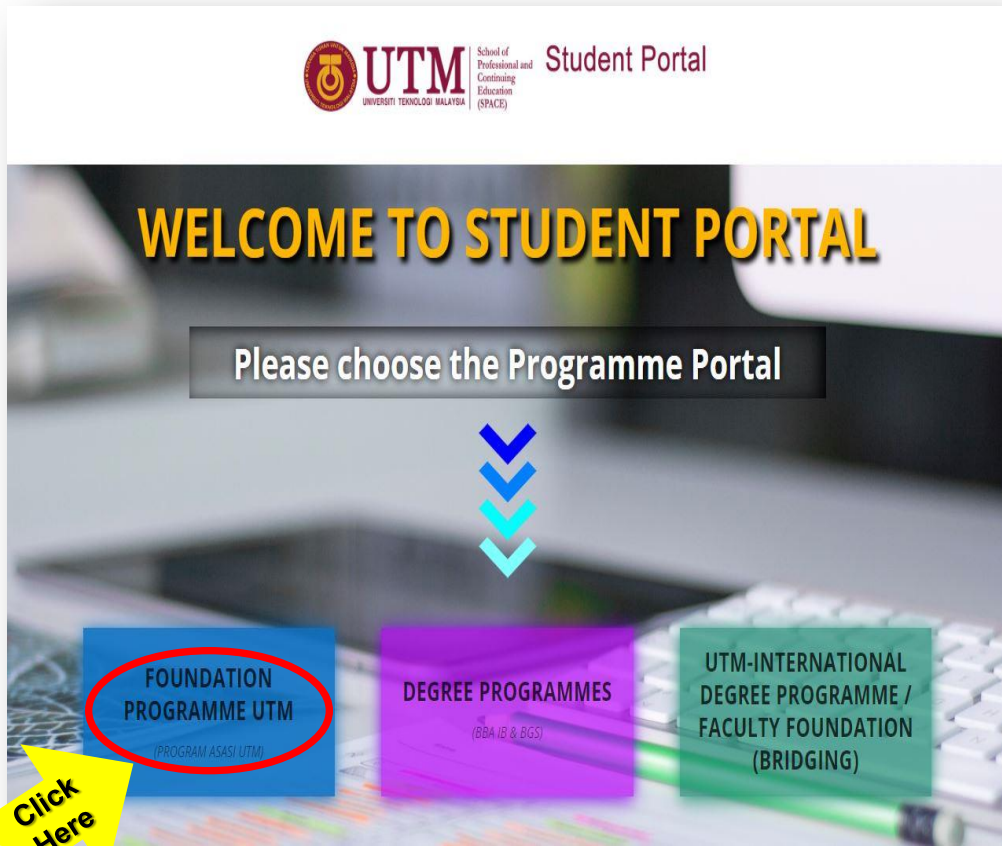 UTM
UNIVERSITI TEKNOLOGI MALAYSIA
School of
Professional and
Continuing
Education
(SPACE)
Student Portal
WELCOME TO STUDENT PORTAL
Please choose the Programme Portal
FOUNDATION
PROGRAMME UTM
(PROGRAM ASASI UTM)
DEGREE PROGRAMMES
(BBA IB & BGS)
UTM-INTERNATIONAL
DEGREE PROGRAMME /
FACULTY FOUNDATION
(BRIDGING)
Click
Here